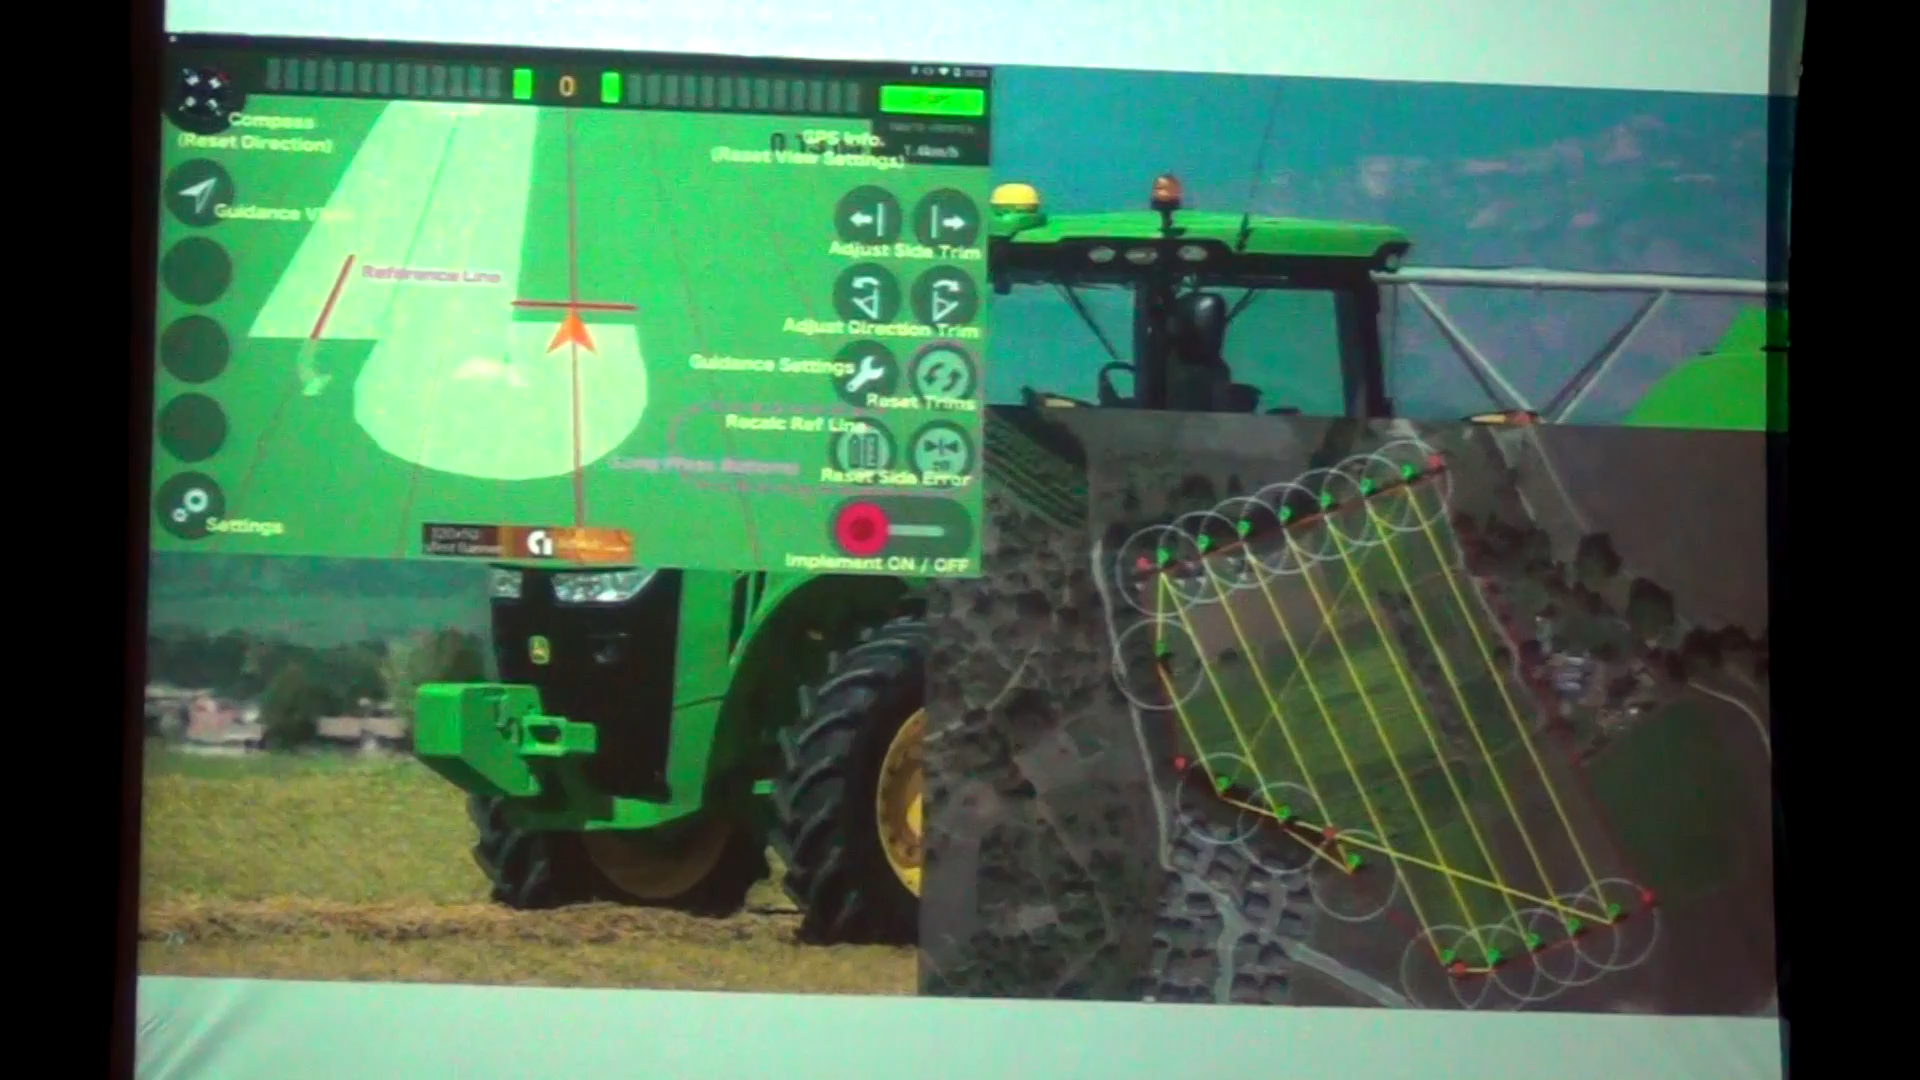 0
Compass
(Reset Direction)
GPS Info.
(Reset View Settings)
Guidance
Adjust Side Trim
Reference Line
Adjust Direction Trim
Guidance Settings
Reset Trims
Recalc Ref Line
Reset Side Error
Settings
Implement ON / OFF